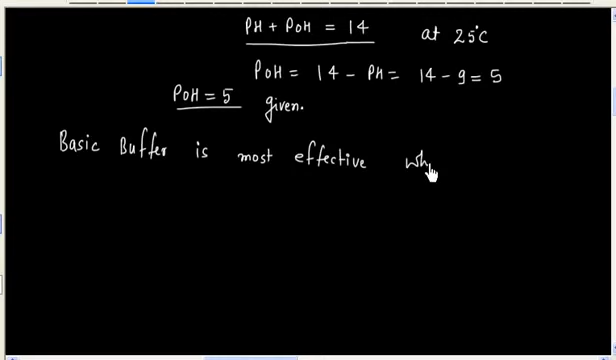 PH + POH = 14 at 25°C
POH = 14 - PH = 14 - 9 = 5
POH = 5 given.
Basic Buffer is most effective wh